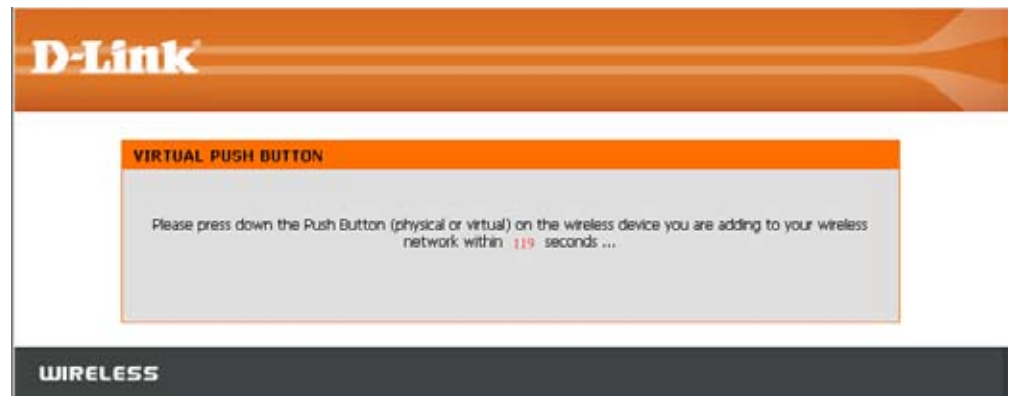 D-Link
VIRTUAL PUSH BUTTON
Please press down the Push Button (physical or virtual) on the wireless device you are adding to your wireless
network within 119 seconds ...
WIRELESS